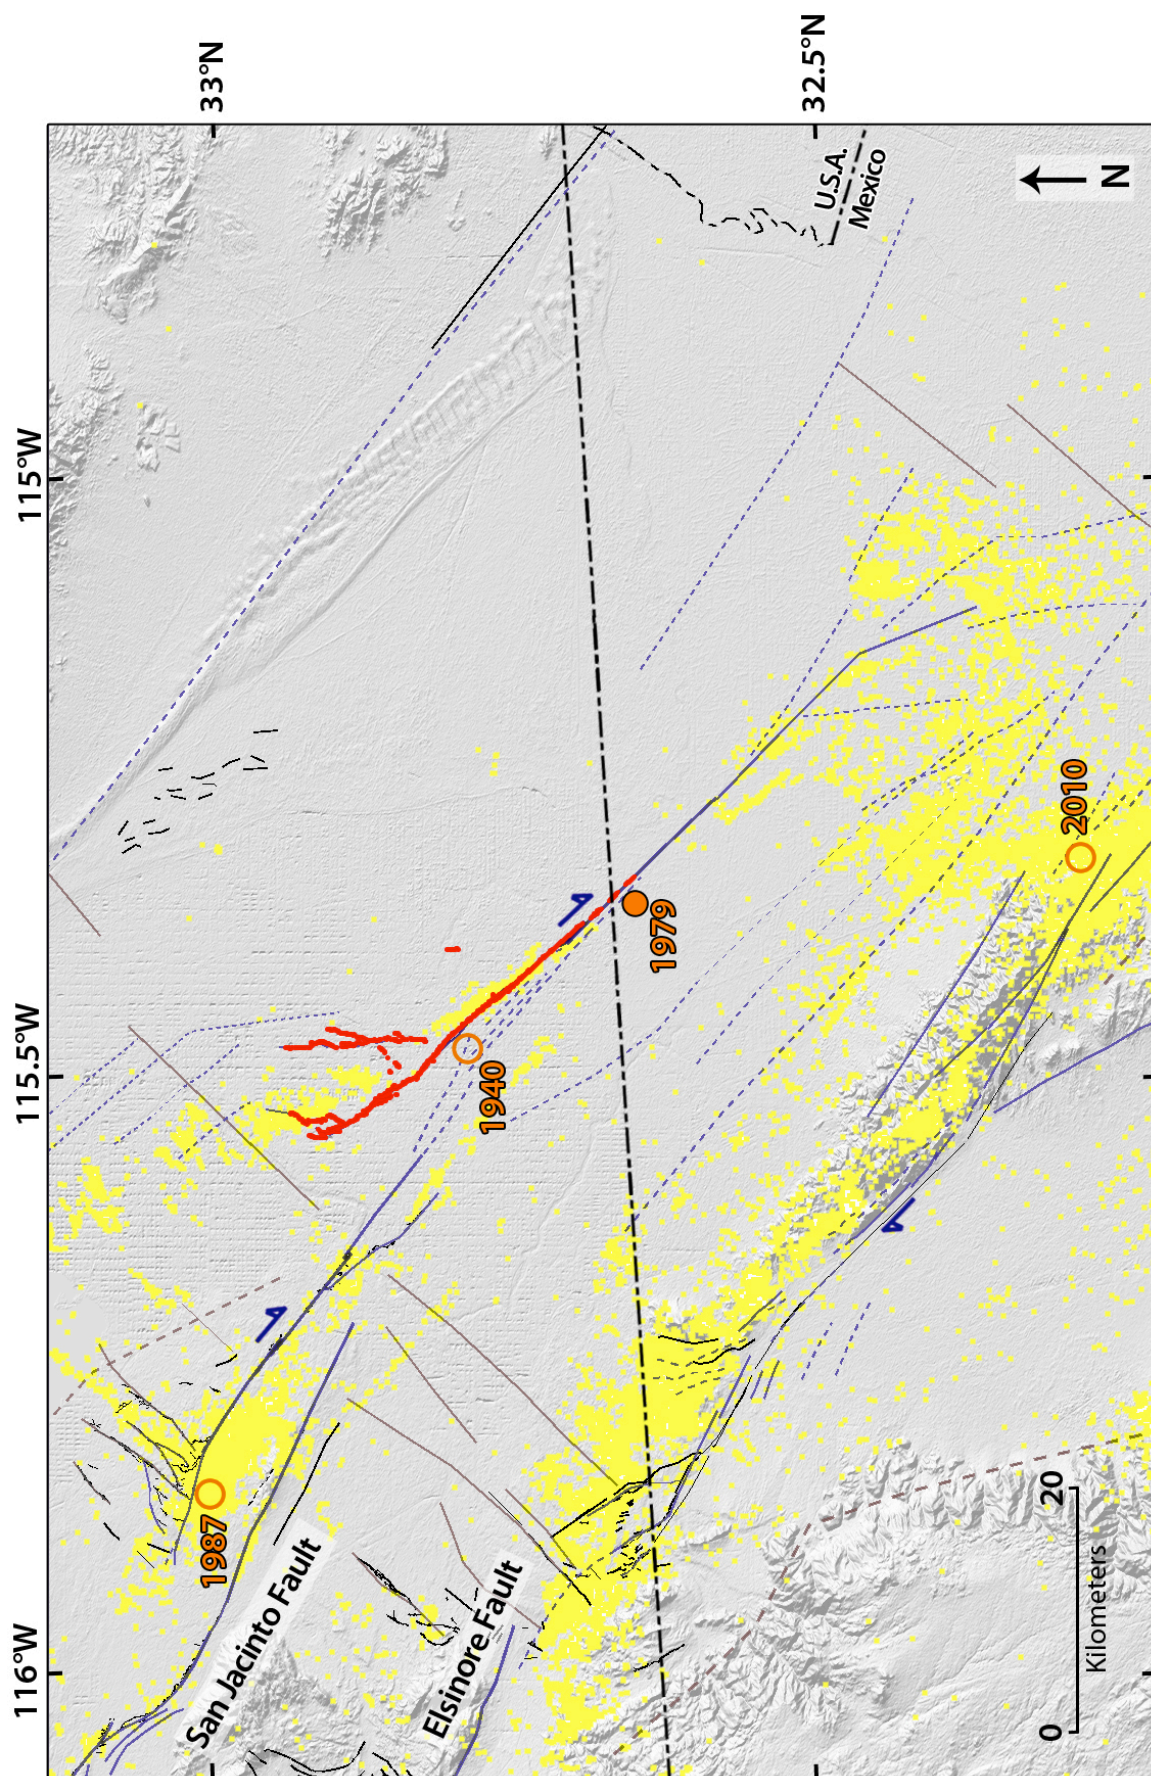 116°W
115.5°W
115°W
33°N
32.5°N
1987
San Jacinto Fault
Elsinore Fault
1940
1979
2010
U.S.A.
Mexico
N
0
20
Kilometers